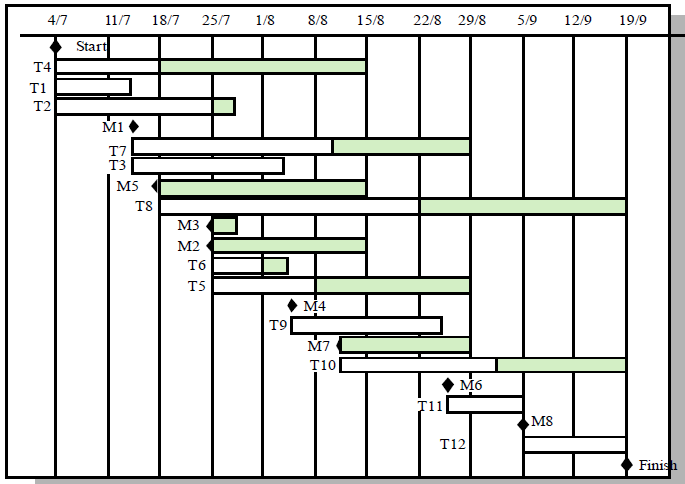 4/7 11/7 18/7 25/7 1/8 8/8 15/8 22/8 29/8 5/9 12/9 19/9
Start
T4
T1
T2
M1
T7
T3
M5
T8
M3
M2
T6
T5
M4
T9
M7
T10
M6
T11
M8
T12
Finish